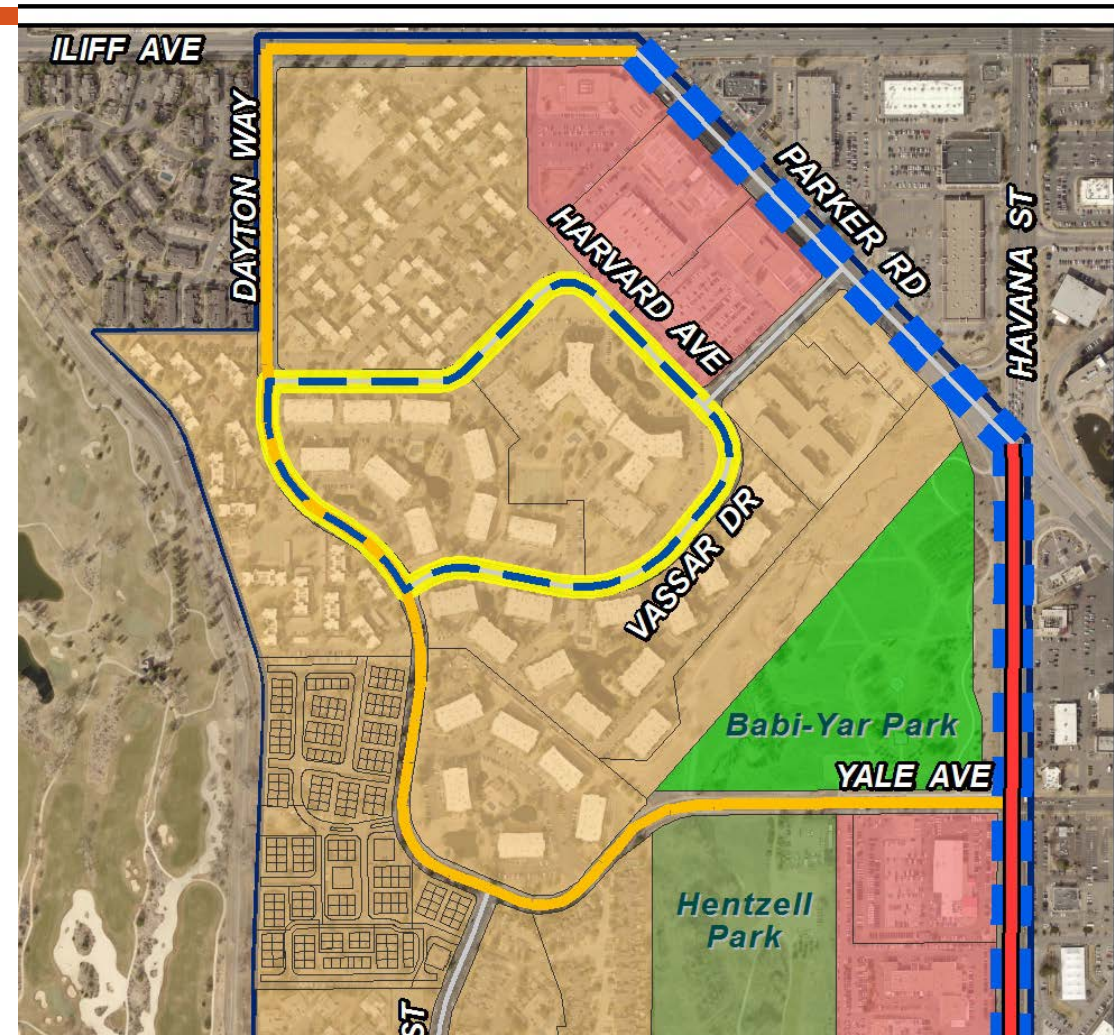 ILIFF AVE
DAYTON WAY
PARKER RD
HAVANA ST
HARVARD AVE
VASSAR DR
Babi-Yar Park
YALE AVE
Hentzell
Park
ST